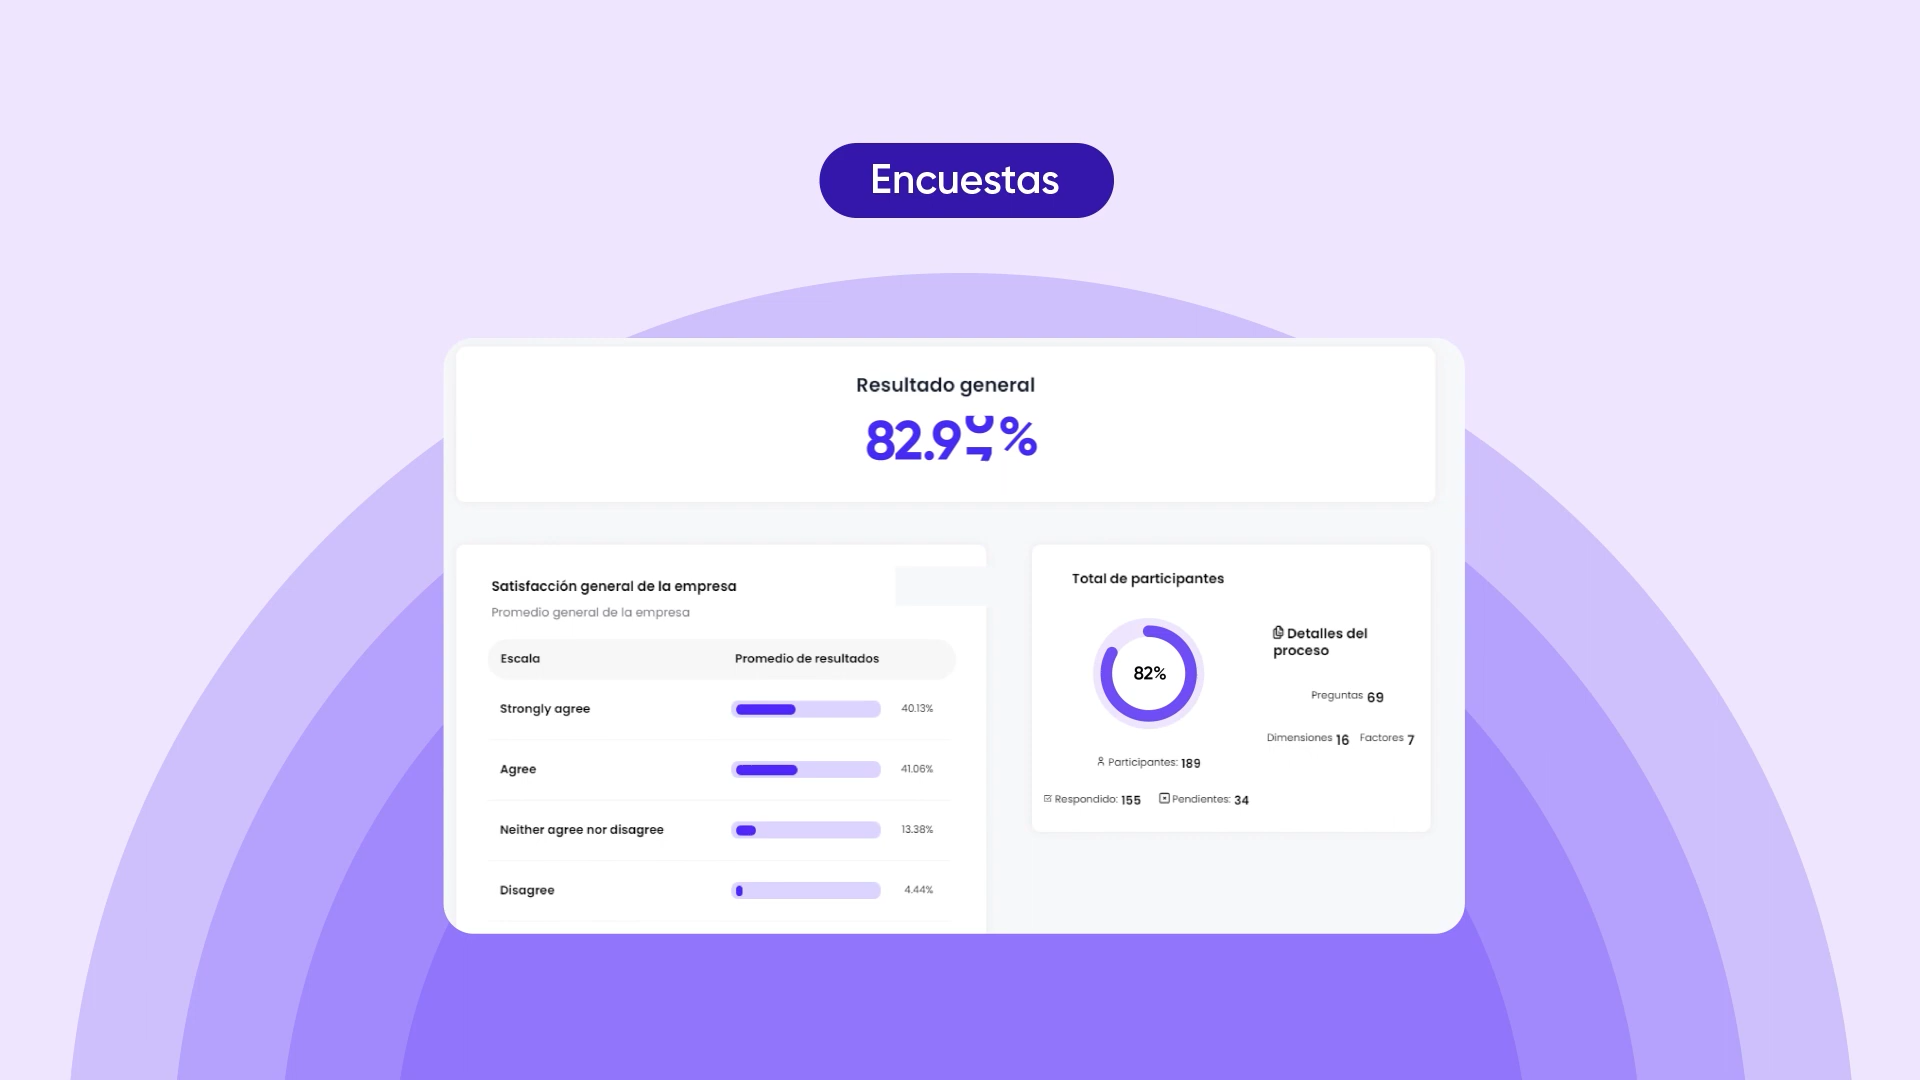 Encuestas
Resultado general
82.9 %
Satisfacción general de la empresa
Promedio general de la empresa
Escala Promedio de resultados
Strongly agree 40.13%
Agree 41.06%
Neither agree nor disagree 13.38%
Disagree 4.44%
Total de participantes
82%
Participantes: 189
Respondido: 155 Pendientes: 34
Detalles del
proceso
Preguntas 69
Dimensiones 16 Factores 7